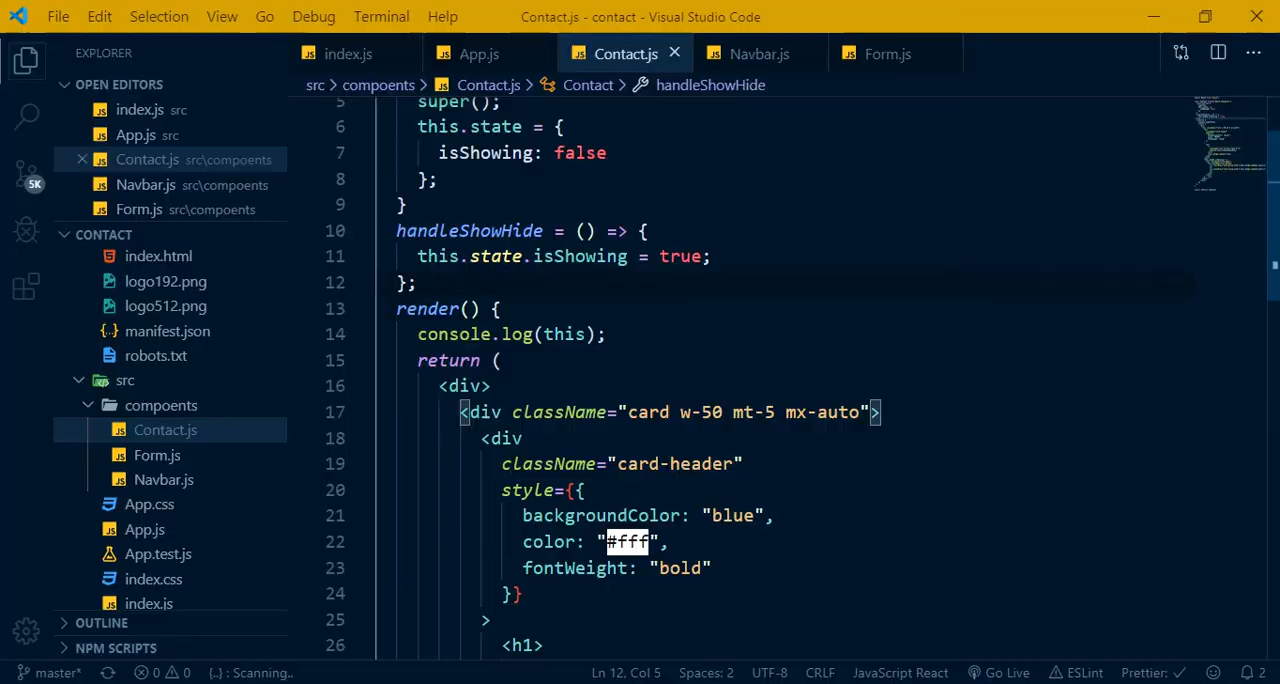 File Edit Selection View Go Debug Terminal Help Contact.js - contact - Visual Studio Code
EXPLORER
OPEN EDITORS
index.js src
App.js src
Contact.js src\compoents
Navbar.js src\compoents
Form.js src\compoents
CONTACT
index.html
logo192.png
logo512.png
manifest.json
robots.txt
src
compoents
Contact.js
Form.js
Navbar.js
App.css
App.js
App.test.js
index.css
index.js
OUTLINE
NPM SCRIPTS
5K
index.js App.js Contact.js Navbar.js Form.js
src > compoents > Contact.js > Contact > handleShowHide
5 super();
6 this.state = {
7 isShowing: false
8 };
9 }
10 handleShowHide = () => {
11 this.state.isShowing = true;
12 };
13 render() {
14 console.log(this);
15 return (
16 <div>
17 <div className="card w-50 mt-5 mx-auto">
18 <div
19 className="card-header"
20 style={{
21 backgroundColor: "blue",
22 color: "#fff",
23 fontWeight: "bold"
24 }}
25 >
26 <h1>
master* 0 0 {..} : Scanning.. Ln 12, Col 5 Spaces: 2 UTF-8 CRLF JavaScript React Go Live ESLint Prettier: ✓ 2